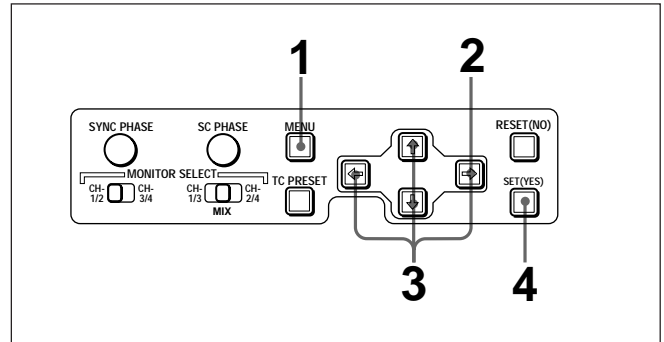 1
2
SYNC PHASE
SC PHASE
MENU
RESET(NO)
MONITOR SELECT
CH-1/2
CH-3/4
CH-1/3
CH-2/4
MIX
TC PRESET
SET(YES)
3
4